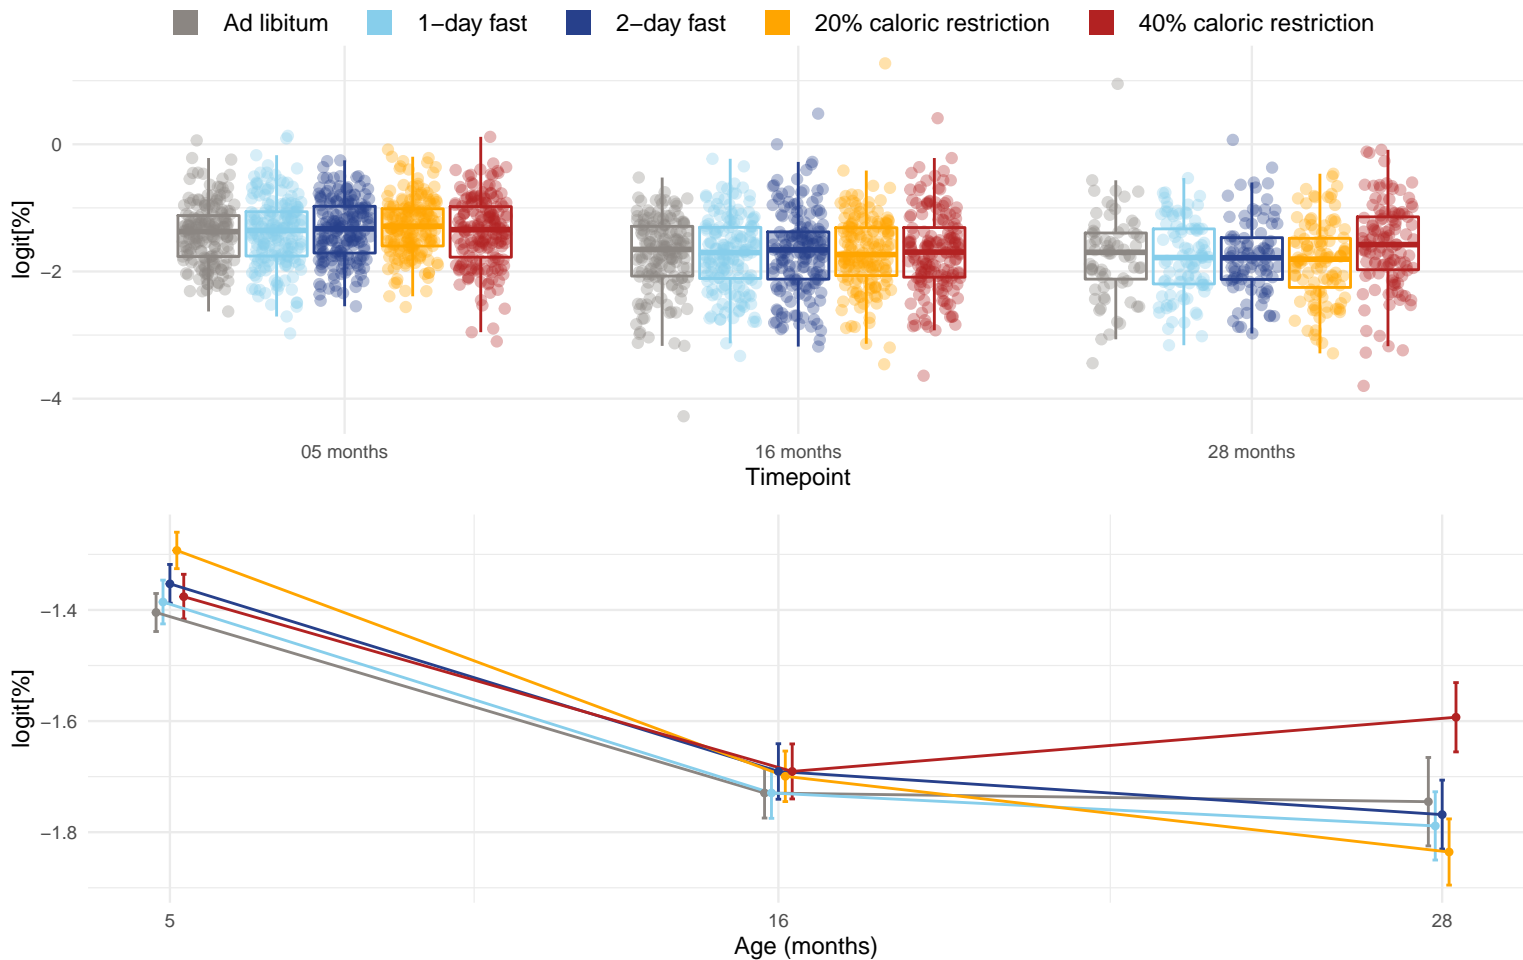 Ad libitum 1−day fast 2−day fast 20% caloric restriction 40% caloric restriction
logit[%]
0
−2
−4
05 months 16 months 28 months
Timepoint
logit[%]
−1.4
−1.6
−1.8
5 16 28
Age (months)